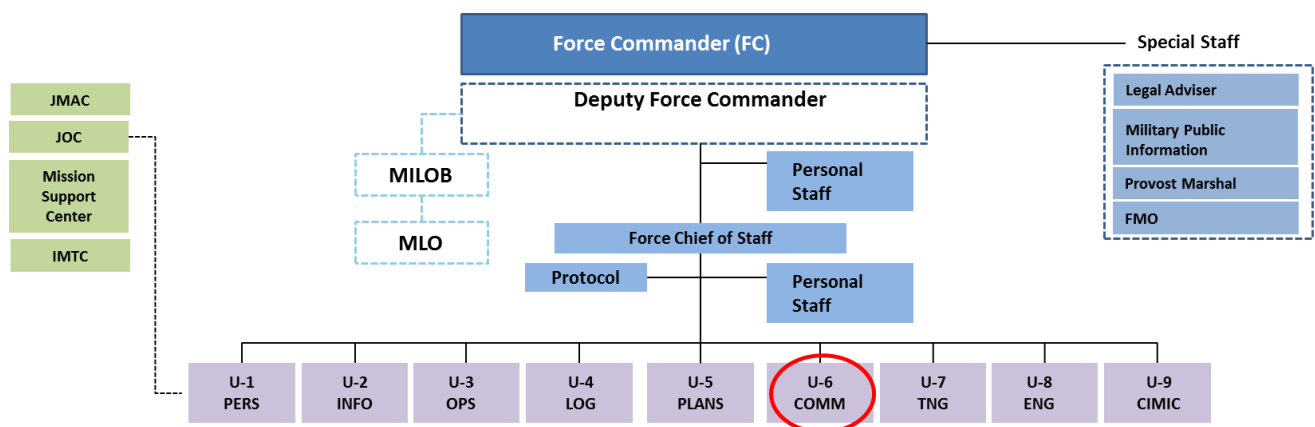 Force Commander (FC)
Special Staff
Deputy Force Commander
JMAC
JOC
Mission
Support
Center
IMTC
MILOB
MLO
Personal
Staff
Legal Adviser
Military Public
Information
Provost Marshal
FMO
Force Chief of Staff
Protocol
Personal
Staff
U-1
PERS
U-2
INFO
U-3
OPS
U-4
LOG
U-5
PLANS
U-6
COMM
U-7
TNG
U-8
ENG
U-9
CIMIC